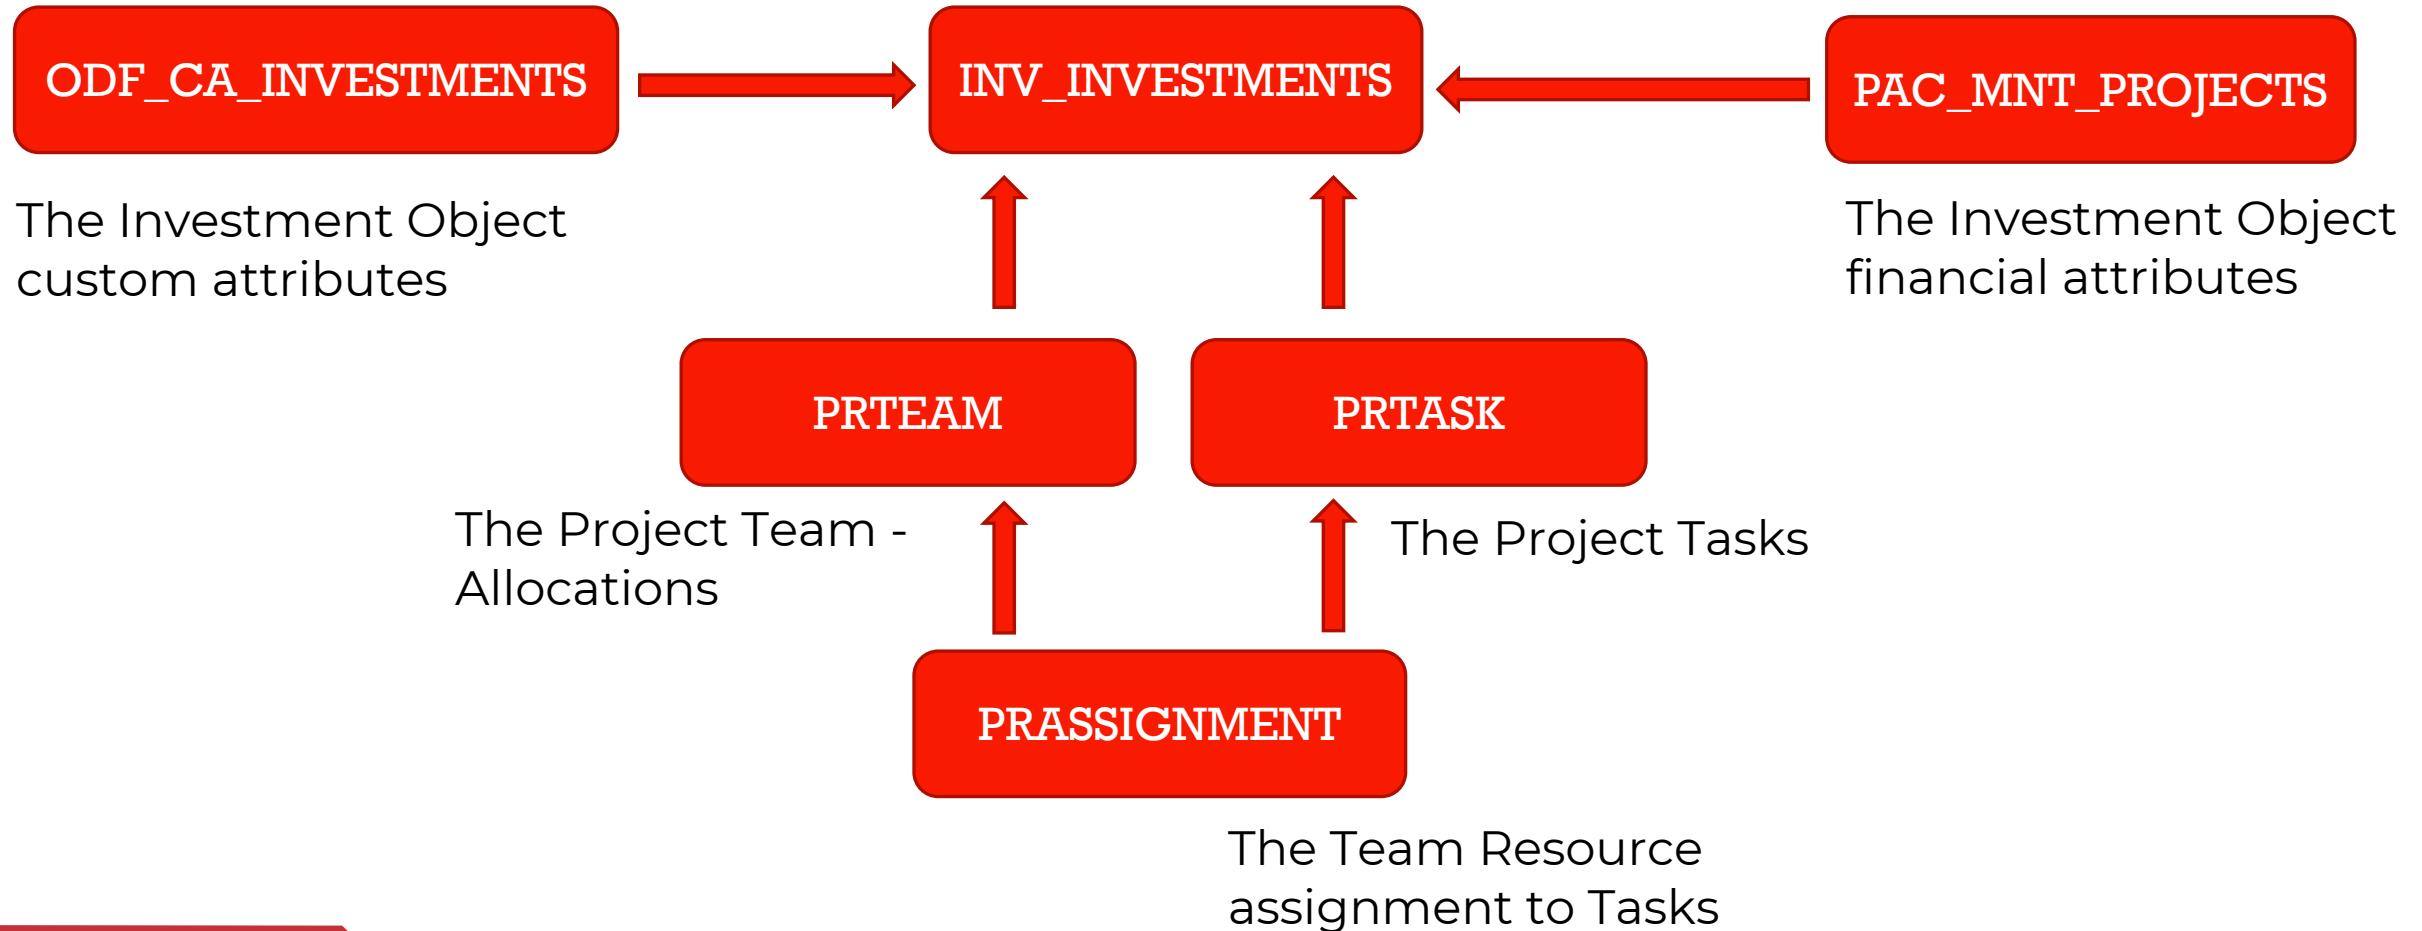 ODF_CA_INVESTMENTS
INV_INVESTMENTS
PAC_MNT_PROJECTS
The Investment Object
custom attributes
The Investment Object
financial attributes
PRTEAM
PRTASK
The Project Team -
Allocations
The Project Tasks
PRASSIGNMENT
The Team Resource
assignment to Tasks